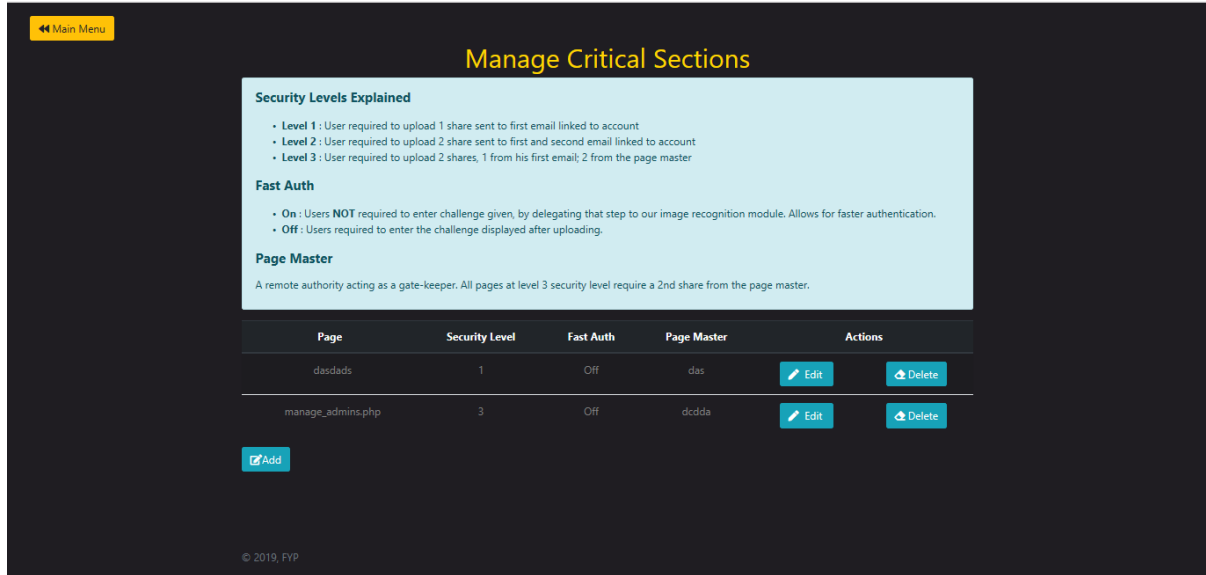 Main Menu
Manage Critical Sections
Security Levels Explained
• Level 1 : User required to upload 1 share sent to first email linked to account
• Level 2 : User required to upload 2 share sent to first and second email linked to account
• Level 3 : User required to upload 2 shares, 1 from his first email; 2 from the page master
Fast Auth
• On : Users NOT required to enter challenge given, by delegating that step to our image recognition module. Allows for faster authentication.
• Off : Users required to enter the challenge displayed after uploading.
Page Master
A remote authority acting as a gate-keeper. All pages at level 3 security level require a 2nd share from the page master.
Page Security Level Fast Auth Page Master Actions
dasdads 1 Off das Edit Delete
manage_admins.php 3 Off dcdda Edit Delete
Add
© 2019, FYP